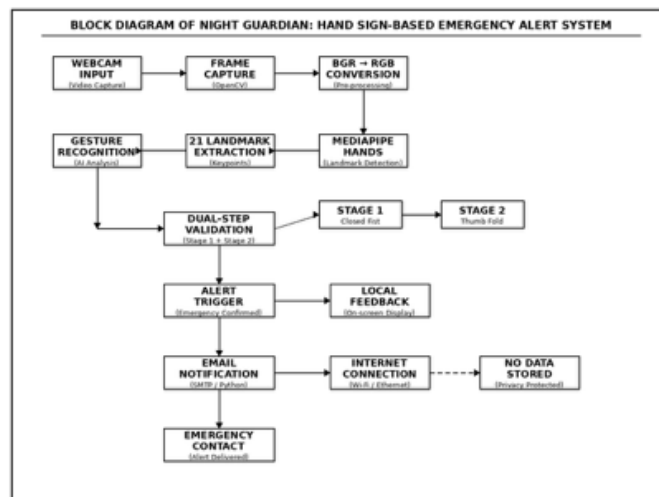 BLOCK DIAGRAM OF NIGHT GUARDIAN: HAND SIGN-BASED EMERGENCY ALERT SYSTEM
WEBCAM
INPUT
(Video Capture)
FRAME
CAPTURE
(OpenCV)
BGR → RGB
CONVERSION
(Pre-processing)
GESTURE
RECOGNITION
(AI Analysis)
21 LANDMARK
EXTRACTION
(Keypoints)
MEDIAPIPE
HANDS
(Landmark Detection)
DUAL-STEP
VALIDATION
(Stage 1 + Stage 2)
STAGE 1
Closed Fist
STAGE 2
Thumb Fold
ALERT
TRIGGER
(Emergency Confirmed)
LOCAL
FEEDBACK
(On-screen Display)
EMAIL
NOTIFICATION
(SMTP / Python)
INTERNET
CONNECTION
(Wi-Fi / Ethernet)
NO DATA
STORED
(Privacy Protected)
EMERGENCY
CONTACT
(Alert Delivered)